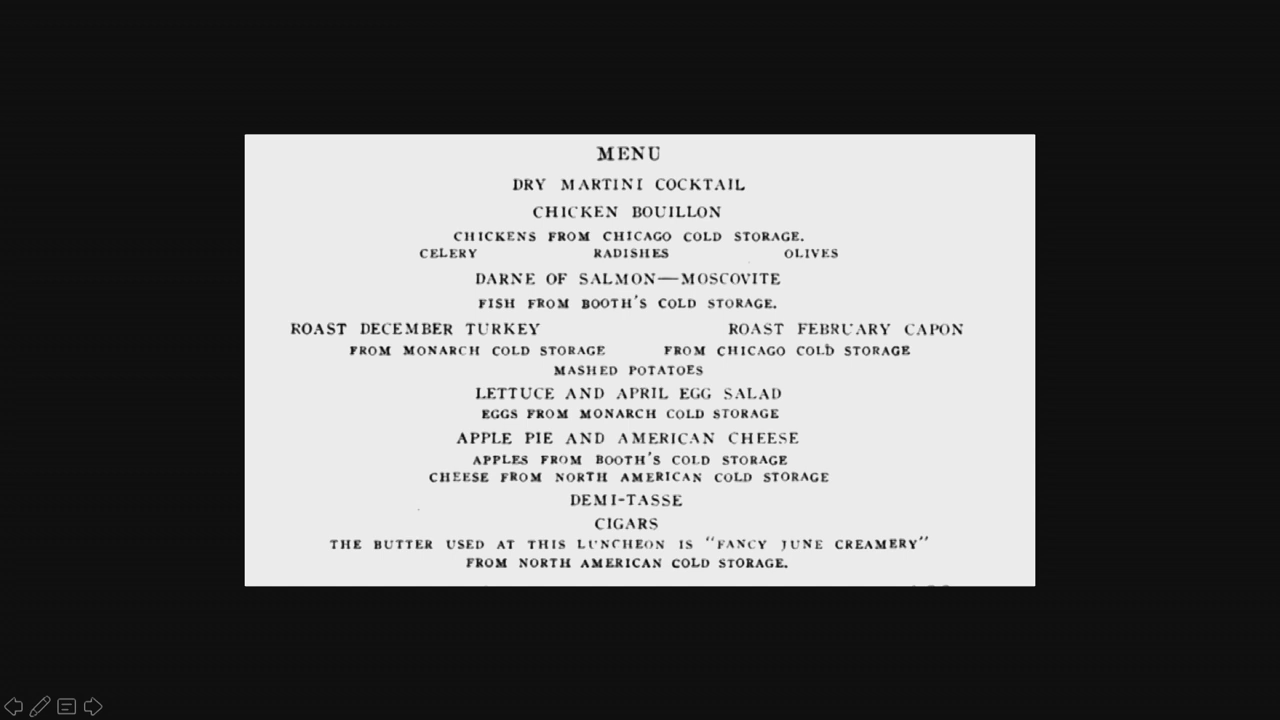 MENU
DRY MARTINI COCKTAIL
CHICKEN BOUILLON
CHICKENS FROM CHICAGO COLD STORAGE.
CELERY RADISHES OLIVES
DARNE OF SALMON—MOSCOVITE
FISH FROM BOOTH'S COLD STORAGE.
ROAST DECEMBER TURKEY ROAST FEBRUARY CAPON
FROM MONARCH COLD STORAGE FROM CHICAGO COLD STORAGE
MASHED POTATOES
LETTUCE AND APRIL EGG SALAD
EGGS FROM MONARCH COLD STORAGE
APPLE PIE AND AMERICAN CHEESE
APPLES FROM BOOTH'S COLD STORAGE
CHEESE FROM NORTH AMERICAN COLD STORAGE
DEMI-TASSE
CIGARS
THE BUTTER USED AT THIS LUNCHEON IS "FANCY JUNE CREAMERY"
FROM NORTH AMERICAN COLD STORAGE.